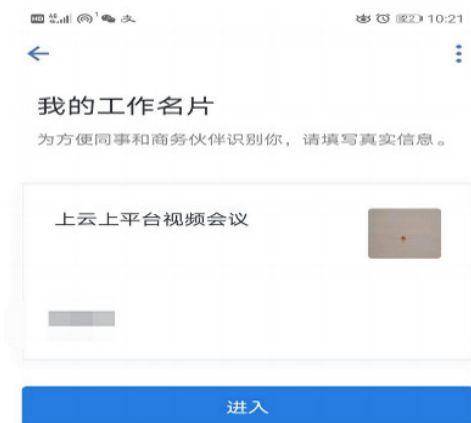 10:21
我的工作名片
为方便同事和商务伙伴识别你，请填写真实信息。
上云上平台视频会议
进入